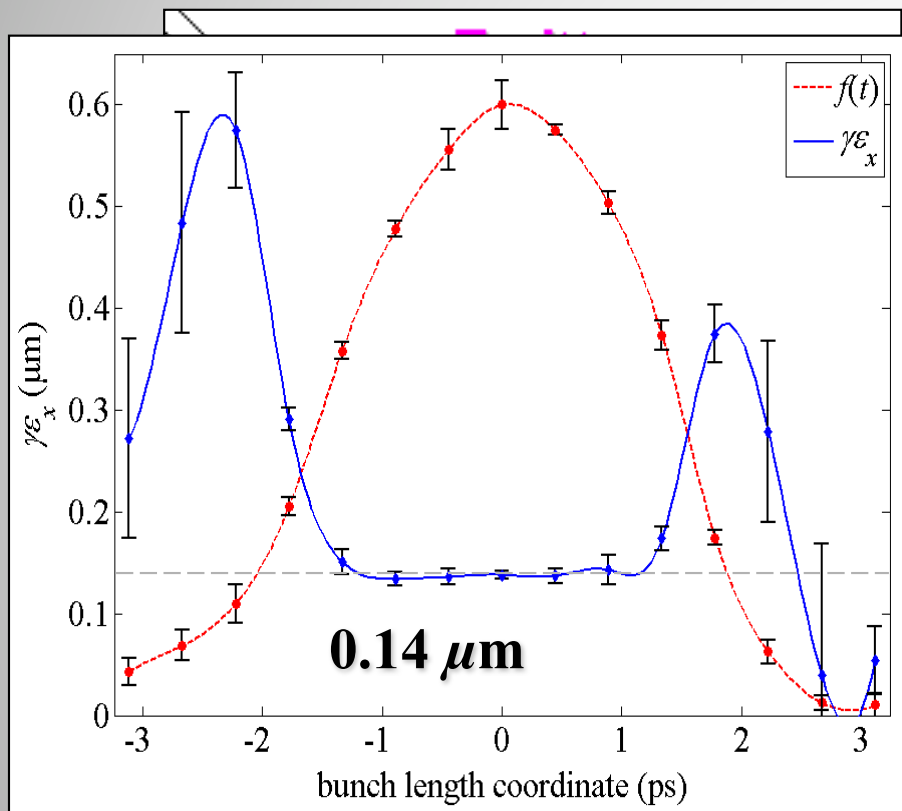 f(t)
γε_x
γε_x (μm)
0.6
0.5
0.4
0.3
0.2
0.1
0
0.14 μm
-3 -2 -1 0 1 2 3
bunch length coordinate (ps)